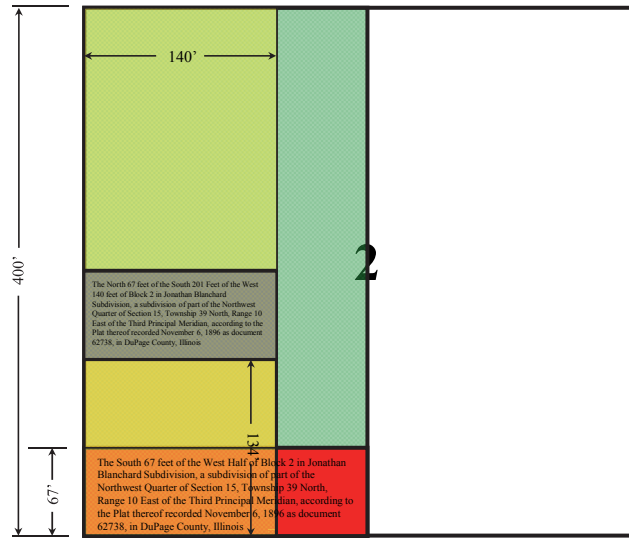 140’
2
400’
The North 67 feet of the South 201 Feet of the West
140 feet of Block 2 in Jonathan Blanchard
Subdivision, a subdivision of part of the Northwest
Quarter of Section 15, Township 39 North, Range 10
East of the Third Principal Meridian, according to the
Plat thereof recorded November 6, 1896 as document
62738, in DuPage County, Illinois
134’
67’
The South 67 feet of the West Half of Block 2 in Jonathan
Blanchard Subdivision, a subdivision of part of the
Northwest Quarter of Section 15, Township 39 North,
Range 10 East of the Third Principal Meridian, according to
the Plat thereof recorded November 6, 1896 as document
62738, in DuPage County, Illinois